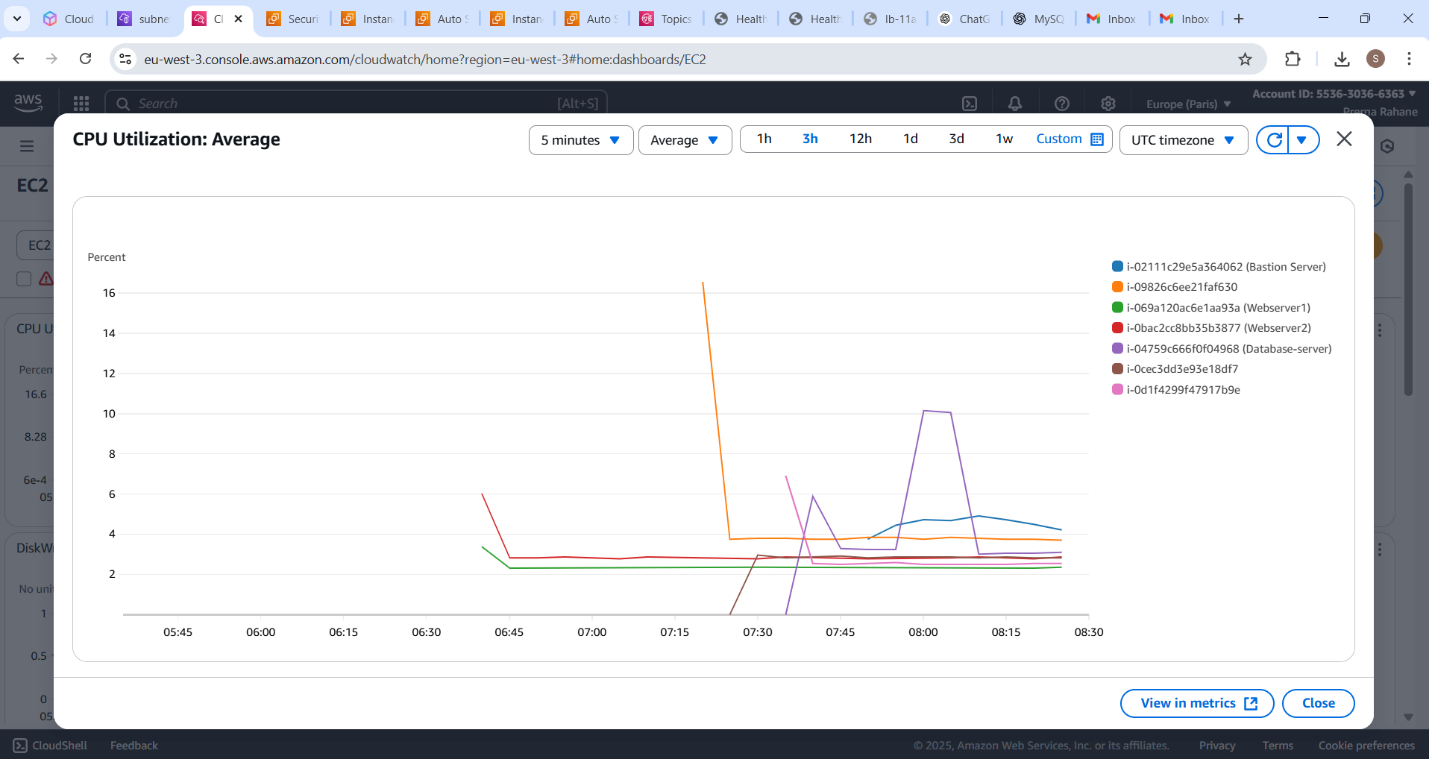 Cloud
subne
Cl
Securi
Instan
Auto S
Instan
Auto S
Topics
Health
Health
lb-11a
ChatG
MySQ
Inbox
Inbox
eu-west-3.console.aws.amazon.com/cloudwatch/home?region=eu-west-3#home:dashboards/EC2
S
aws
Search
[Alt+S]
Europe (Paris)
Account ID: 5536-3036-6363
Prerna Rahane
CPU Utilization: Average
5 minutes
Average
1h
3h
12h
1d
3d
1w
Custom
UTC timezone
EC2
EC2
CPU U
Percen
16.6
8.28
6e-4
05
DiskW
No uni
1
0.5
0
05
Percent
16
14
12
10
8
6
4
2
05:45
06:00
06:15
06:30
06:45
07:00
07:15
07:30
07:45
08:00
08:15
08:30
i-02111c29e5a364062 (Bastion Server)
i-09826c6ee21faf630
i-069a120ac6e1aa93a (Webserver1)
i-0bac2cc8bb35b3877 (Webserver2)
i-04759c666f0f04968 (Database-server)
i-0cec3dd3e93e18df7
i-0d1f4299f47917b9e
View in metrics
Close
CloudShell
Feedback
© 2025, Amazon Web Services, Inc. or its affiliates.
Privacy
Terms
Cookie preferences